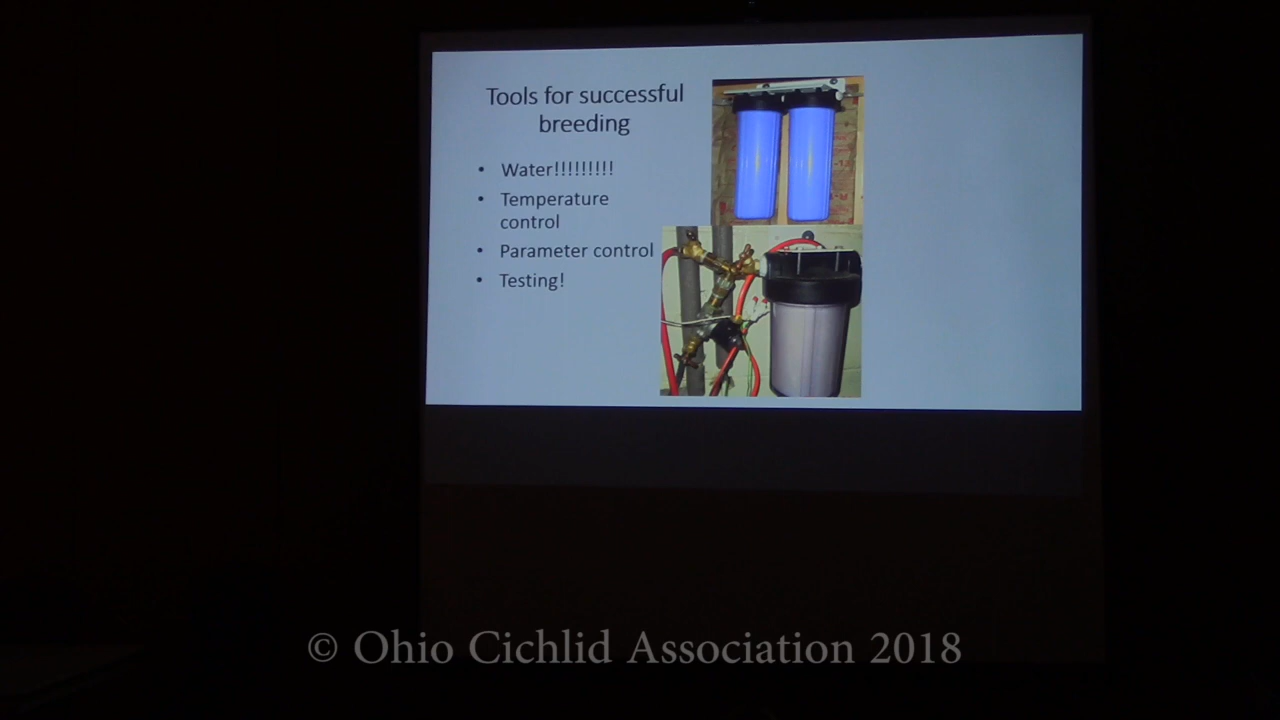 Tools for successful
breeding
• Water!!!!!!!!!
• Temperature
control
• Parameter control
• Testing!
© Ohio Cichlid Association 2018